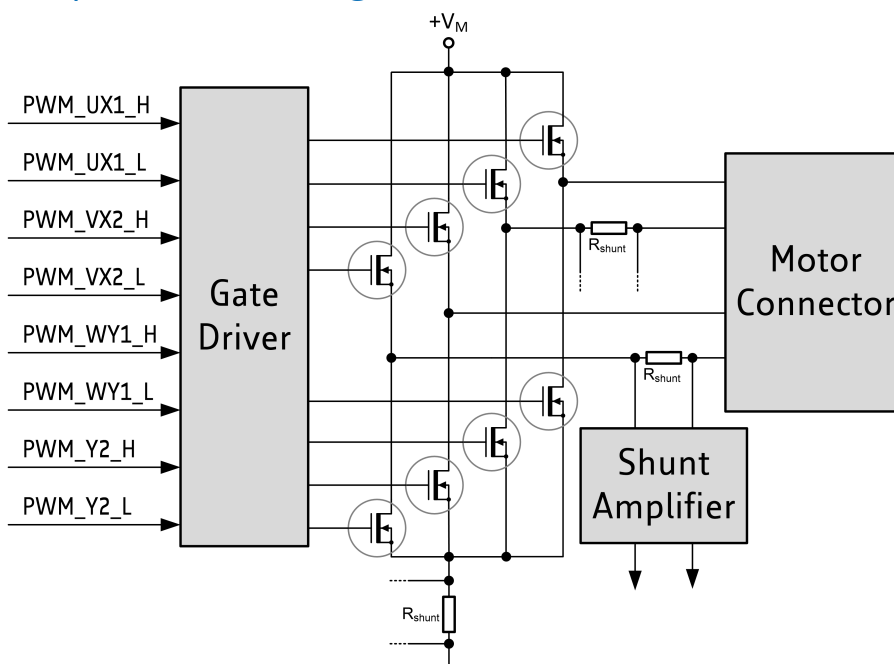 +VM
PWM_UX1_H
PWM_UX1_L
PWM_VX2_H
PWM_VX2_L
PWM_WY1_H
PWM_WY1_L
PWM_Y2_H
PWM_Y2_L
Gate
Driver
Rshunt
Motor
Connector
Rshunt
Shunt
Amplifier
Rshunt